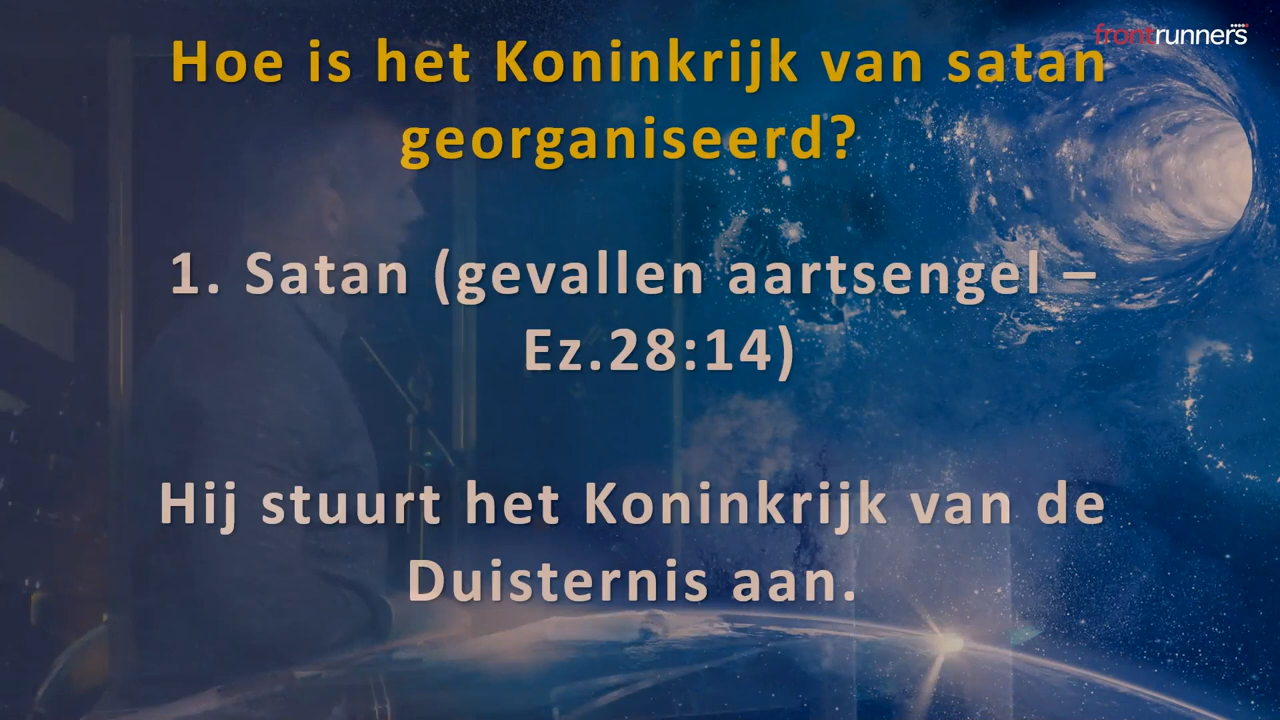 frontrunners
Hoe is het Koninkrijk van satan
georganiseerd?
1. Satan (gevallen aartsengel –
Ez.28:14)
Hij stuurt het Koninkrijk van de
Duisternis aan.